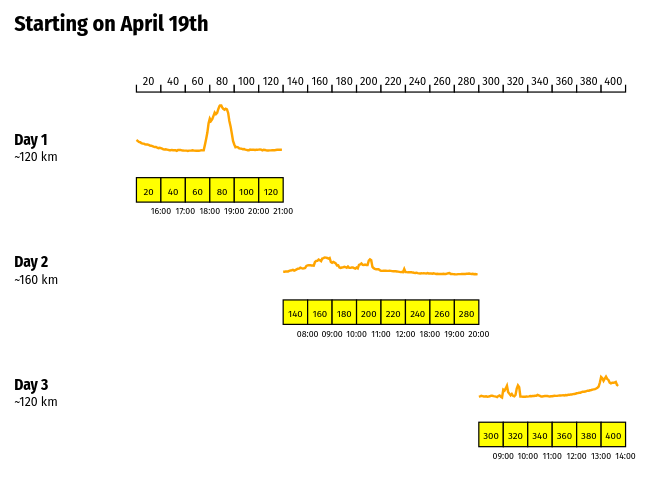 Starting on April 19th
20 40 60 80 100 120 140 160 180 200 220 240 260 280 300 320 340 360 380 400
Day 1
~120 km
20 40 60 80 100 120
16:00 17:00 18:00 19:00 20:00 21:00
Day 2
~160 km
140 160 180 200 220 240 260 280
08:00 09:00 10:00 11:00 12:00 18:00 19:00 20:00
Day 3
~120 km
300 320 340 360 380 400
09:00 10:00 11:00 12:00 13:00 14:00